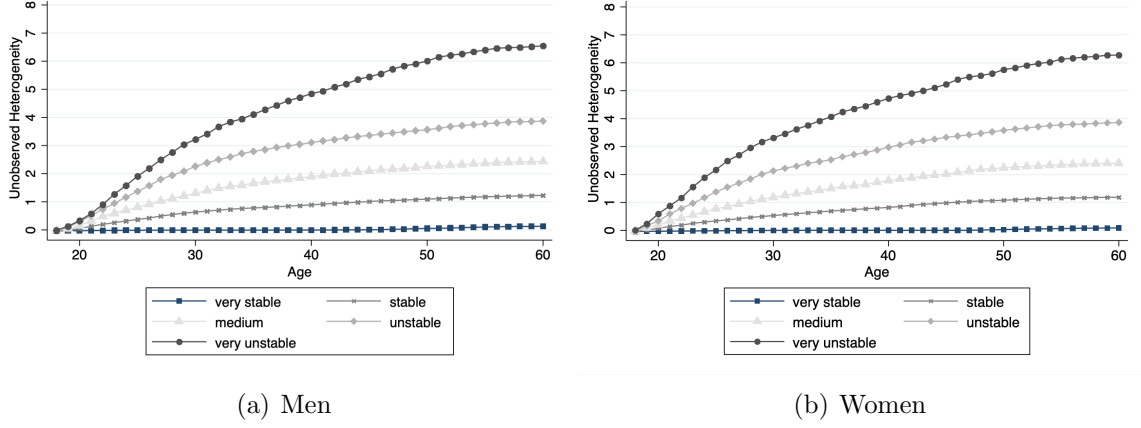 8
7
6
5
4
3
2
1
0
Unobserved Heterogeneity
20 30 40 50 60
Age
very stable stable
medium unstable
very unstable
(a) Men
8
7
6
5
4
3
2
1
0
Unobserved Heterogeneity
20 30 40 50 60
Age
very stable stable
medium unstable
very unstable
(b) Women